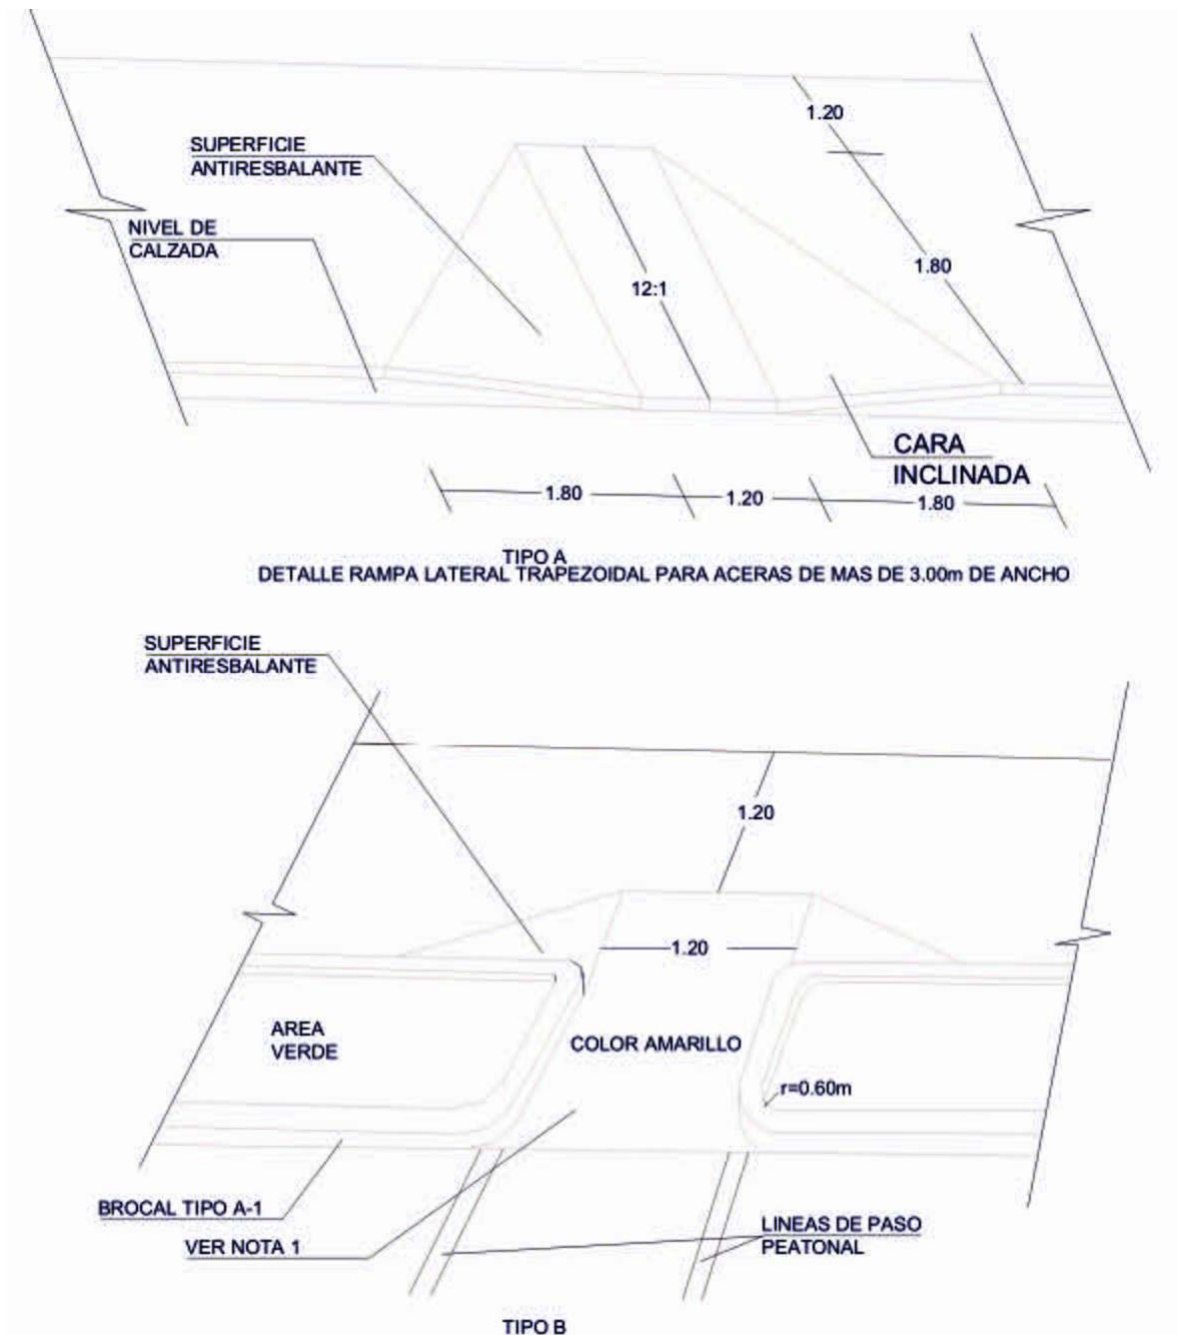 1.20
SUPERFICIE
ANTIRESBALANTE
NIVEL DE
CALZADA
1.80
12:1
CARA
INCLINADA
1.80
1.20
1.80
TIPO A
DETALLE RAMPA LATERAL TRAPEZOIDAL PARA ACERAS DE MAS DE 3.00m DE ANCHO
SUPERFICIE
ANTIRESBALANTE
1.20
1.20
AREA
VERDE
COLOR AMARILLO
r=0.60m
BROCAL TIPO A-1
VER NOTA 1
LINEAS DE PASO
PEATONAL
TIPO B